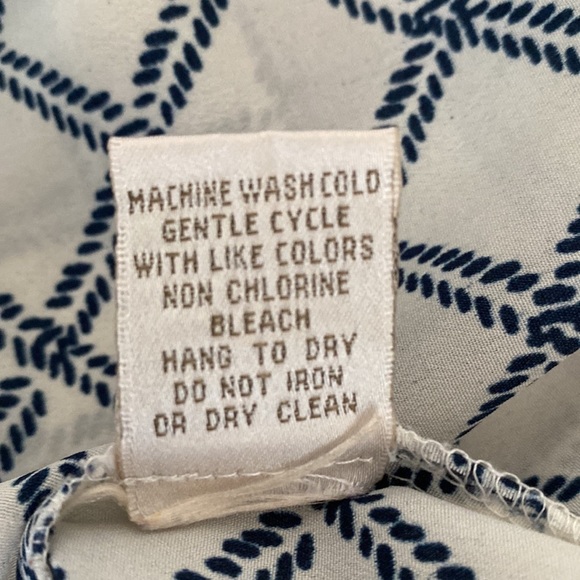 MACHINE WASH COLD
GENTLE CYCLE
WITH LIKE COLORS
NON CHLORINE
BLEACH
HANG TO DRY
DO NOT IRON
OR DRY CLEAN